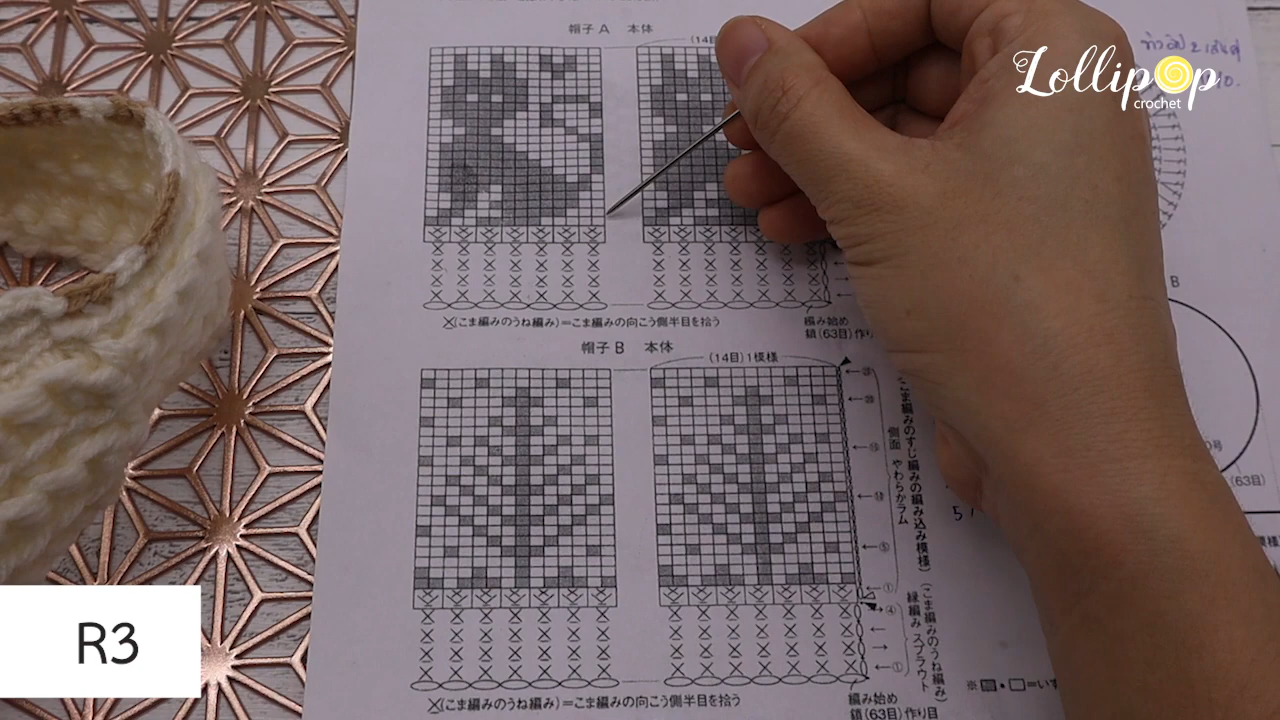 帽子A 本体
(14目
Lollipop
crochet
X(こま編みのうね編み)=こま編みの向こう側半目を拾う
編み始め
鎖(63目)作り
帽子B 本体
(14目)1模様
B
(63目)
側面 やわらかラム
こま編みのすじ編みの編み込み模様)
⑤
①
④
①
縁編み スプラウト
(こま編みのうね編み)
X(こま編みのうね編み)=こま編みの向こう側半目を拾う
編み始め
鎖(63目)作り目
R3